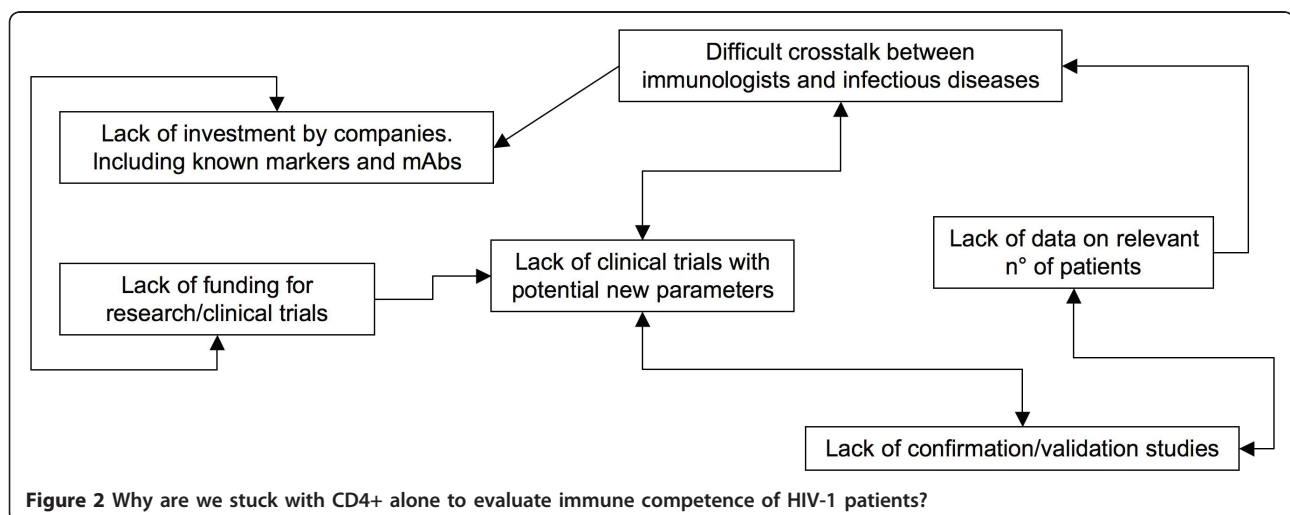 Difficult crosstalk between
immunologists and infectious diseases
Lack of investment by companies.
Including known markers and mAbs
Lack of data on relevant
n° of patients
Lack of clinical trials with
potential new parameters
Lack of funding for
research/clinical trials
Lack of confirmation/validation studies
Figure 2 Why are we stuck with CD4+ alone to evaluate immune competence of HIV-1 patients?